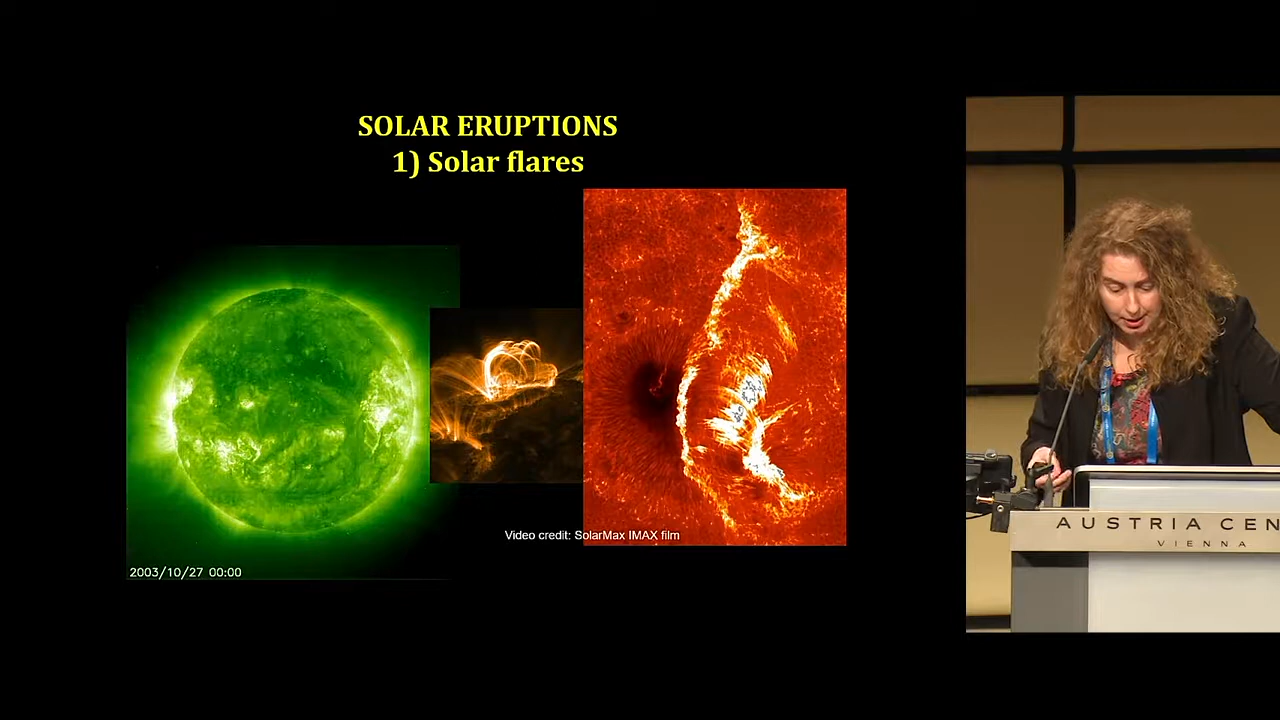 SOLAR ERUPTIONS
1) Solar flares
Video credit: SolarMax IMAX film
2003/10/27 00:00
AUSTRIA CEN
VIENNA